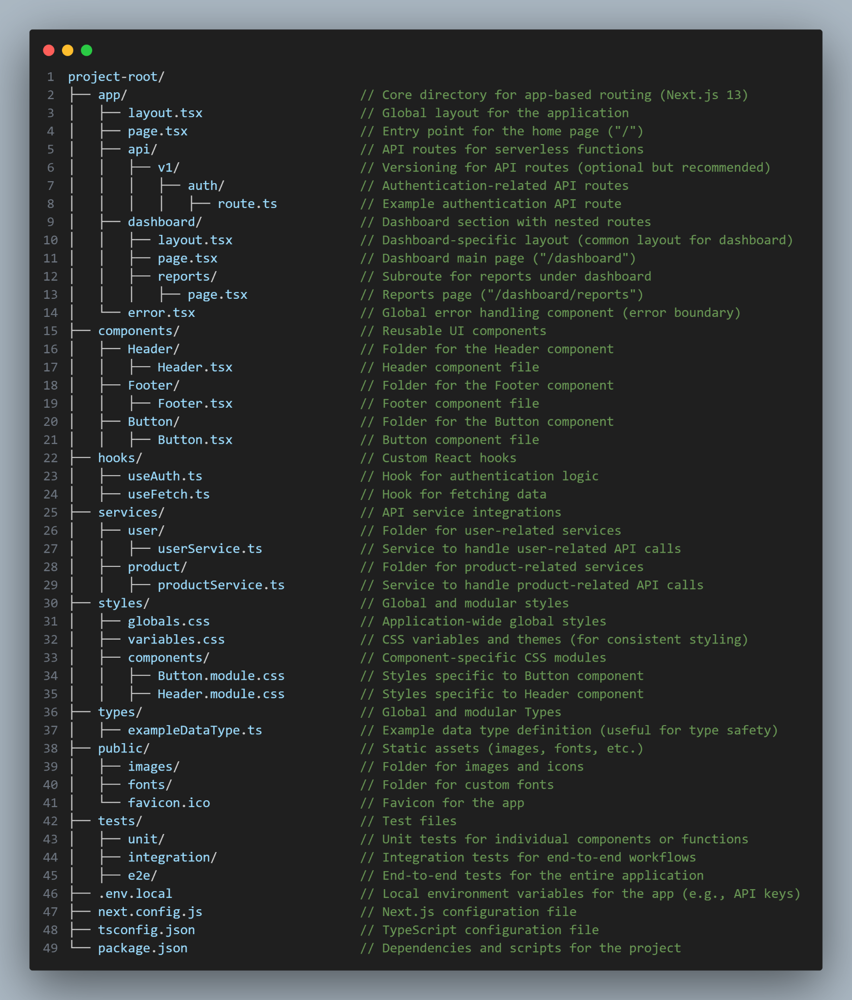 1 project-root/
2 ├── app/ // Core directory for app-based routing (Next.js 13)
3 │   ├── layout.tsx // Global layout for the application
4 │   ├── page.tsx // Entry point for the home page ("/")
5 │   ├── api/ // API routes for serverless functions
6 │   │   ├── v1/ // Versioning for API routes (optional but recommended)
7 │   │   │   ├── auth/ // Authentication-related API routes
8 │   │   │   │   ├── route.ts // Example authentication API route
9 │   ├── dashboard/ // Dashboard section with nested routes
10 │   │   ├── layout.tsx // Dashboard-specific layout (common layout for dashboard)
11 │   │   ├── page.tsx // Dashboard main page ("/dashboard")
12 │   │   ├── reports/ // Subroute for reports under dashboard
13 │   │   │   ├── page.tsx // Reports page ("/dashboard/reports")
14 │   └── error.tsx // Global error handling component (error boundary)
15 ├── components/ // Reusable UI components
16 │   ├── Header/ // Folder for the Header component
17 │   │   ├── Header.tsx // Header component file
18 │   ├── Footer/ // Folder for the Footer component
19 │   │   ├── Footer.tsx // Footer component file
20 │   ├── Button/ // Folder for the Button component
21 │   │   ├── Button.tsx // Button component file
22 ├── hooks/ // Custom React hooks
23 │   ├── useAuth.ts // Hook for authentication logic
24 │   ├── useFetch.ts // Hook for fetching data
25 ├── services/ // API service integrations
26 │   ├── user/ // Folder for user-related services
27 │   │   ├── userService.ts // Service to handle user-related API calls
28 │   ├── product/ // Folder for product-related services
29 │   │   ├── productService.ts // Service to handle product-related API calls
30 ├── styles/ // Global and modular styles
31 │   ├── globals.css // Application-wide global styles
32 │   ├── variables.css // CSS variables and themes (for consistent styling)
33 │   ├── components/ // Component-specific CSS modules
34 │   │   ├── Button.module.css // Styles specific to Button component
35 │   │   ├── Header.module.css // Styles specific to Header component
36 ├── types/ // Global and modular Types
37 │   ├── exampleDataType.ts // Example data type definition (useful for type safety)
38 ├── public/ // Static assets (images, fonts, etc.)
39 │   ├── images/ // Folder for images and icons
40 │   ├── fonts/ // Folder for custom fonts
41 │   └── favicon.ico // Favicon for the app
42 ├── tests/ // Test files
43 │   ├── unit/ // Unit tests for individual components or functions
44 │   ├── integration/ // Integration tests for end-to-end workflows
45 │   ├── e2e/ // End-to-end tests for the entire application
46 ├── .env.local // Local environment variables for the app (e.g., API keys)
47 ├── next.config.js // Next.js configuration file
48 ├── tsconfig.json // TypeScript configuration file
49 └── package.json // Dependencies and scripts for the project